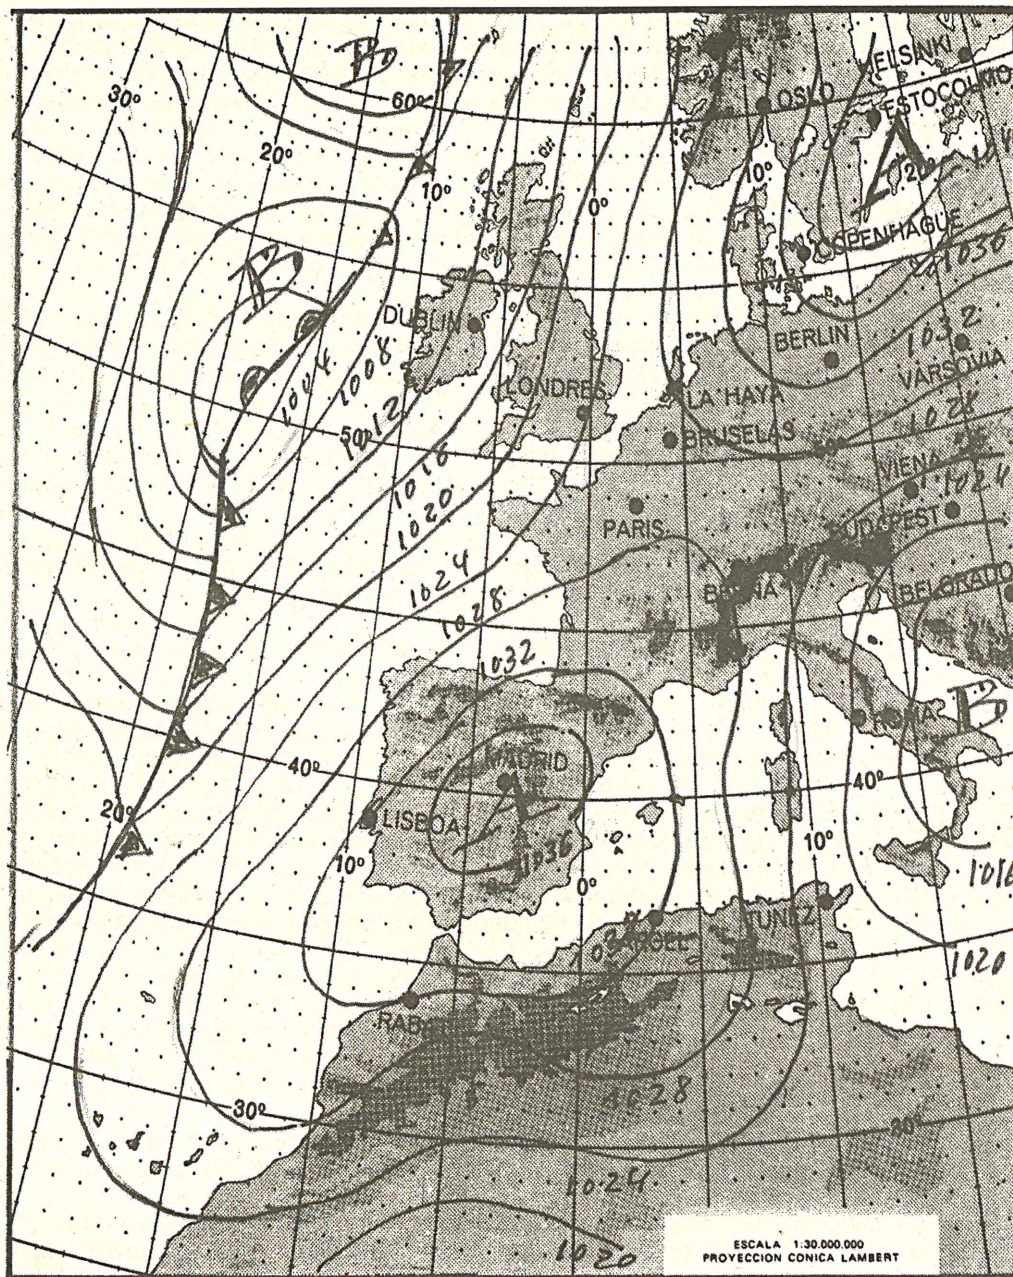 B
60°
30°
20°
10°
0°
10°
20°
HELSINKI
OSLO
ESTOCOLMO
A
B
COPENHAGUE
1036
DUBLIN
BERLIN
1032
VARSOVIA
1004
1008
LONDRES
LA HAYA
1028
50°
1012
BRUSELAS
1016
VIENA
1024
1020
PARIS
BUDAPEST
1024
BERNA
BELGRADO
1028
1032
ROMA
B
40°
MADRID
40°
20°
LISBOA
A
10°
1036
10°
0°
1016
ARGEL
TUNEZ
1032
1020
RABAT
30°
1028
30°
1024
1020
ESCALA 1:30.000.000
PROYECCION CONICA LAMBERT